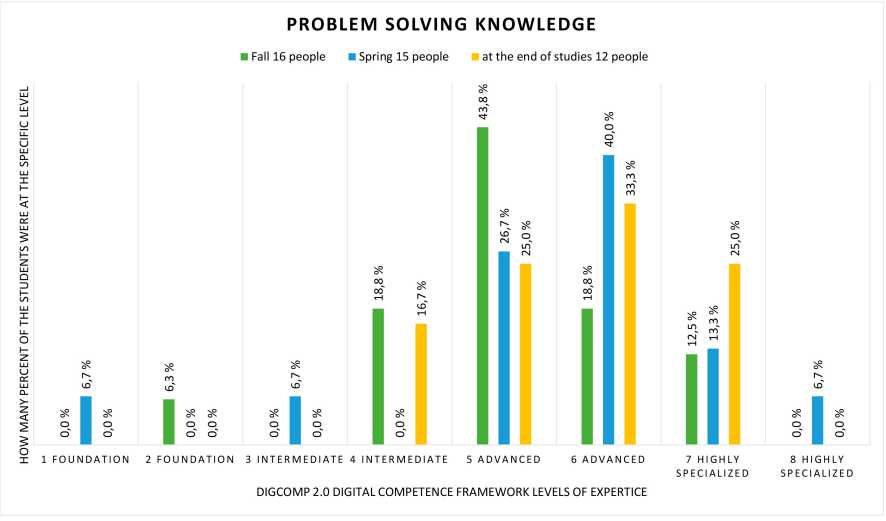 PROBLEM SOLVING KNOWLEDGE
Fall 16 people Spring 15 people at the end of studies 12 people
HOW MANY PERCENT OF THE STUDENTS WERE AT THE SPECIFIC LEVEL
0,0 % 6,7 % 0,0 %
6,3 % 0,0 % 0,0 %
0,0 % 6,7 % 0,0 %
18,8 % 0,0 % 16,7 %
43,8 % 26,7 % 25,0 %
18,8 % 40,0 % 33,3 %
12,5 % 13,3 % 25,0 %
0,0 % 6,7 % 0,0 %
1 FOUNDATION 2 FOUNDATION 3 INTERMEDIATE 4 INTERMEDIATE 5 ADVANCED 6 ADVANCED 7 HIGHLY 8 HIGHLY
SPECIALIZED SPECIALIZED
DIGCOMP 2.0 DIGITAL COMPETENCE FRAMEWORK LEVELS OF EXPERTICE